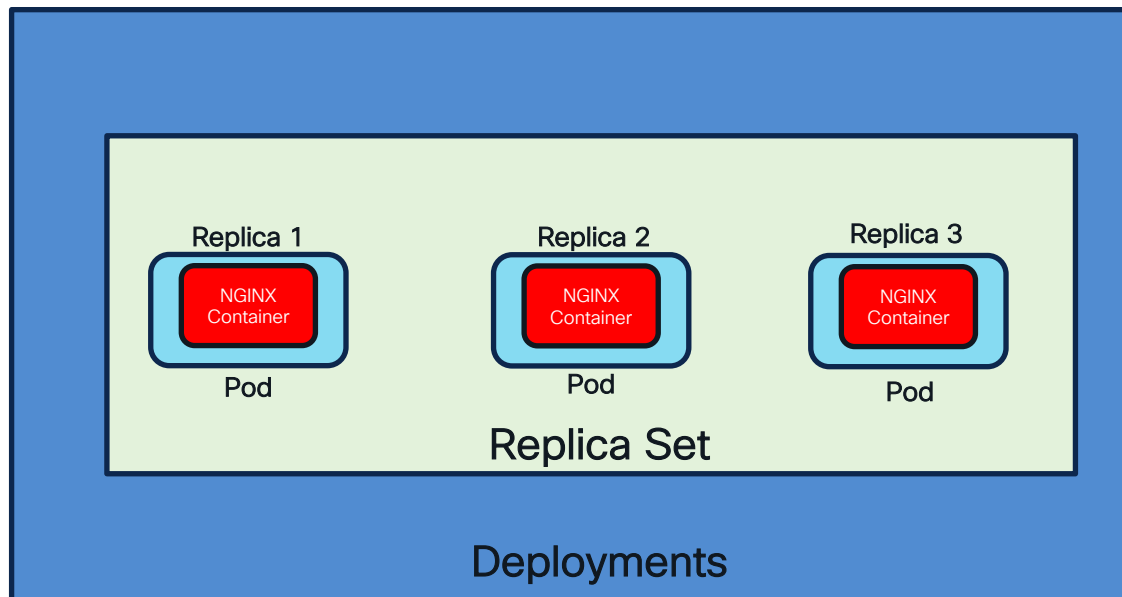 Replica 1
Replica 2
Replica 3
NGINX
Container
NGINX
Container
NGINX
Container
Pod
Pod
Pod
Replica Set
Deployments